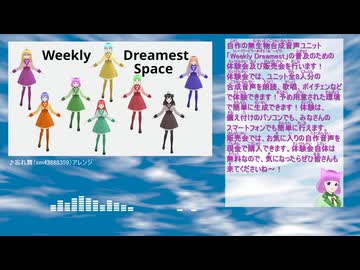 Weekly Dreamest
Space
自作の無生物合成音声ユニット
「Weekly Dreamest」の普及のための
体験会及び販売会を行います！
体験会では、ユニット全8人分の
合成音声を朗読、歌唱、ボイチェンなど
で体験できます！予め用意された環境
で簡単に生成できます！体験は、
備え付けのパソコンでも、みなさんの
スマートフォンでも簡単に行えます。
販売会では、お気に入りの自作音声を
現金で購入できます。体験会自体は
無料なので、気になったらぜひ皆さんも
来てくださいね～！
♪忘れ舞（sm43888359）アレンジ